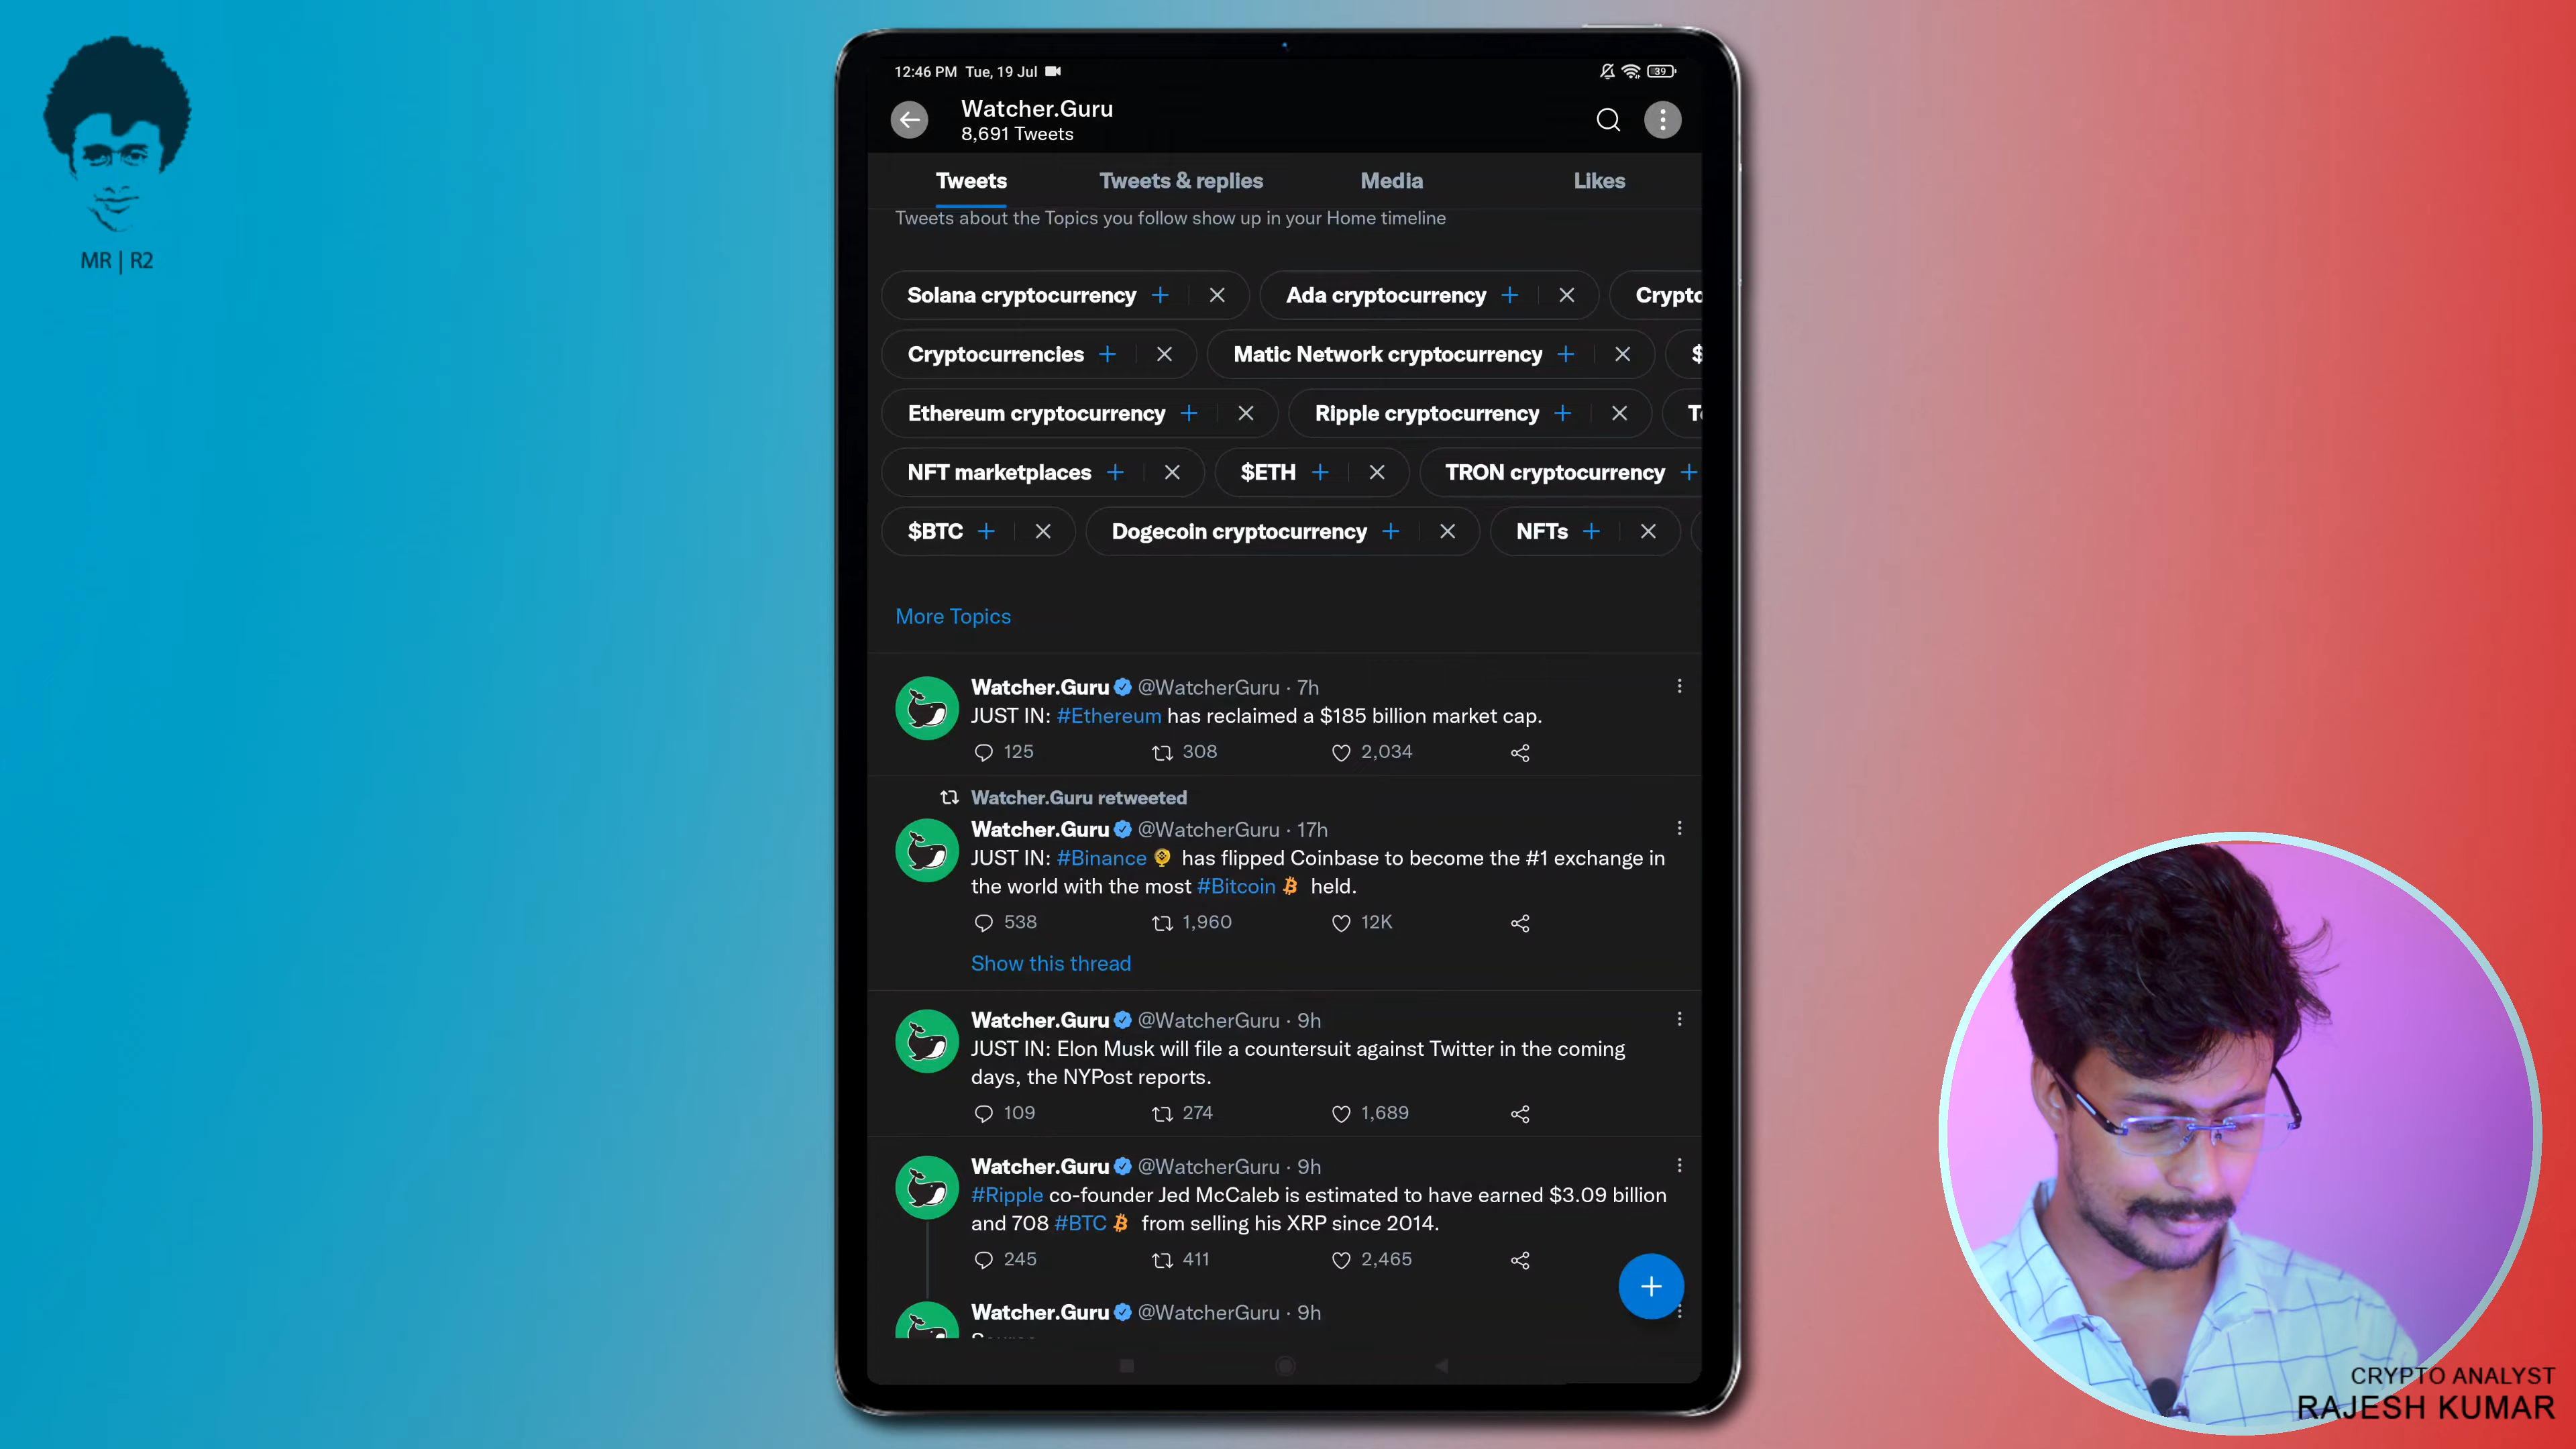 MR | R2
12:46 PM Tue, 19 Jul
39
Watcher.Guru
8,691 Tweets
Tweets
Tweets & replies
Media
Likes
Tweets about the Topics you follow show up in your Home timeline
Solana cryptocurrency
Ada cryptocurrency
Crypto
Cryptocurrencies
Matic Network cryptocurrency
$
Ethereum cryptocurrency
Ripple cryptocurrency
NFT marketplaces
$ETH
TRON cryptocurrency
$BTC
Dogecoin cryptocurrency
NFTs
More Topics
Watcher.Guru @WatcherGuru · 7h
JUST IN: #Ethereum has reclaimed a $185 billion market cap.
125 308 2,034
Watcher.Guru retweeted
Watcher.Guru @WatcherGuru · 17h
JUST IN: #Binance has flipped Coinbase to become the #1 exchange in
the world with the most #Bitcoin held.
538 1,960 12K
Show this thread
Watcher.Guru @WatcherGuru · 9h
JUST IN: Elon Musk will file a countersuit against Twitter in the coming
days, the NYPost reports.
109 274 1,689
Watcher.Guru @WatcherGuru · 9h
#Ripple co-founder Jed McCaleb is estimated to have earned $3.09 billion
and 708 #BTC from selling his XRP since 2014.
245 411 2,465
Watcher.Guru @WatcherGuru · 9h
CRYPTO ANALYST
RAJESH KUMAR